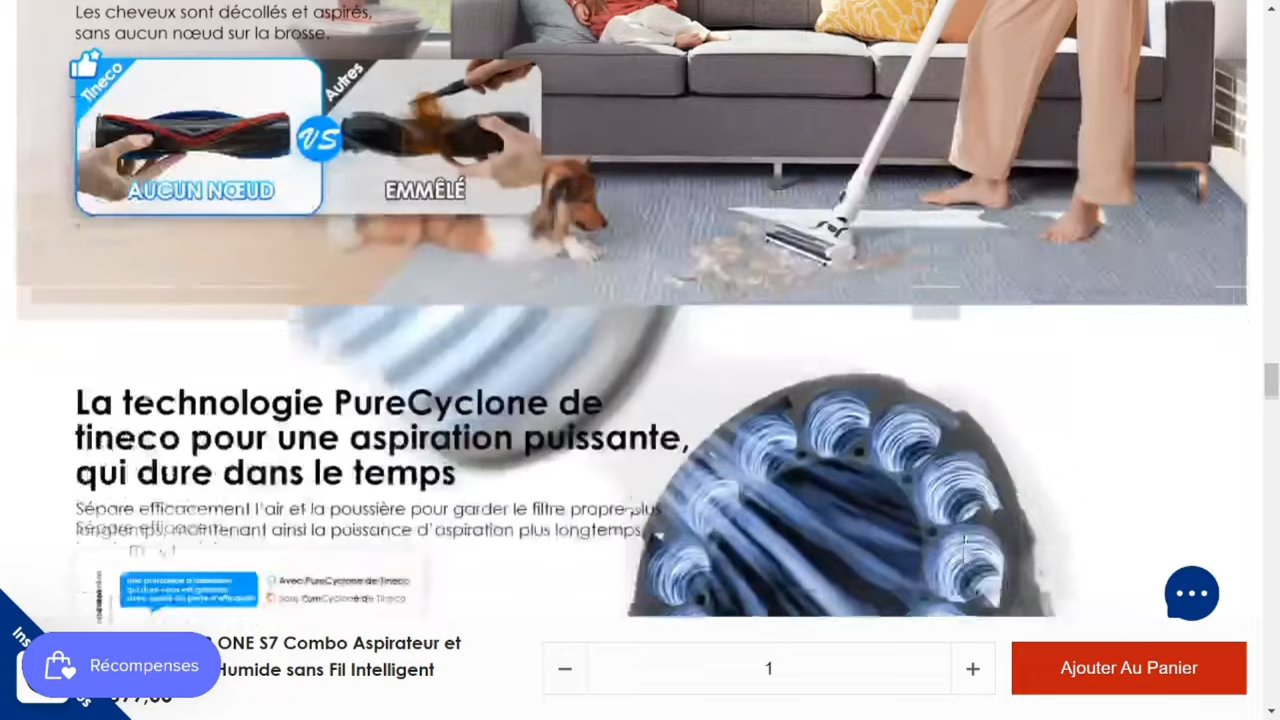 Les cheveux sont décollés et aspirés,
sans aucun nœud sur la brosse.
Tineco
Autres
VS
AUCUN NŒUD
EMMÊLÉ
La technologie PureCyclone de
tineco pour une aspiration puissante,
qui dure dans le temps
Sépare efficacement l'air et la poussière pour garder le filtre propre plus
longtemps, maintenant ainsi la puissance d'aspiration plus longtemps.
Avec PureCyclone de Tineco
Sans PureCyclone de Tineco
ONE S7 Combo Aspirateur et
Humide sans Fil Intelligent
Récompenses
1
Ajouter Au Panier